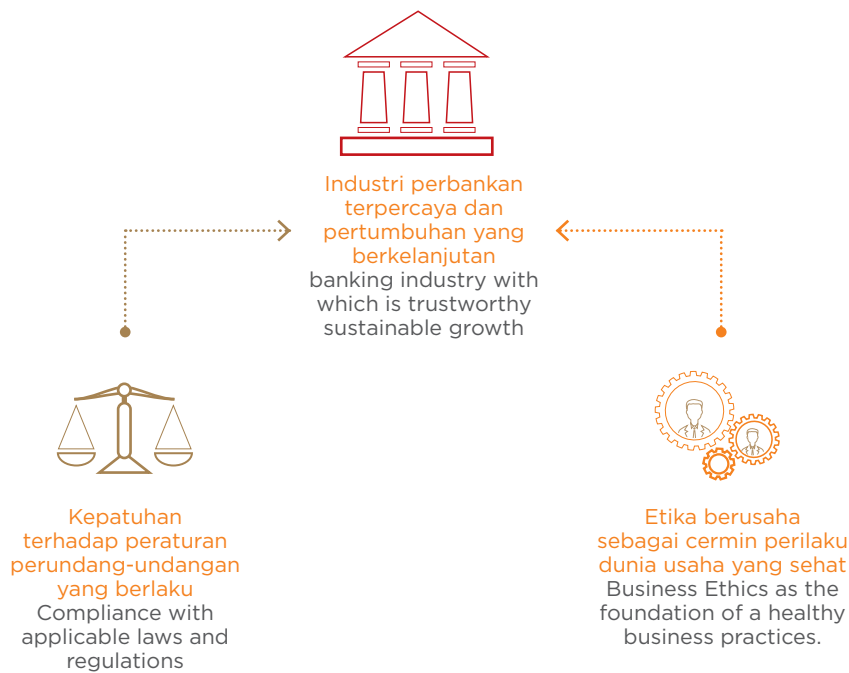 Industri perbankan
terpercaya dan
pertumbuhan yang
berkelanjutan
banking industry with
which is trustworthy
sustainable growth
Kepatuhan
terhadap peraturan
perundang-undangan
yang berlaku
Compliance with
applicable laws and
regulations
Etika berusaha
sebagai cermin perilaku
dunia usaha yang sehat
Business Ethics as the
foundation of a healthy
business practices.